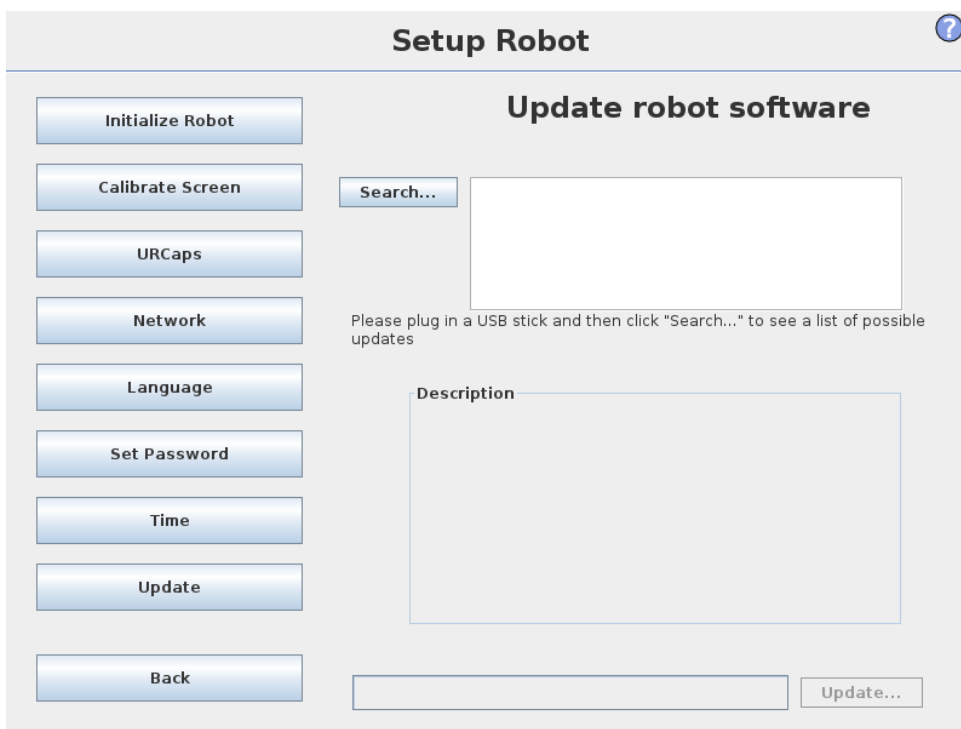 Setup Robot
?
Initialize Robot
Calibrate Screen
URCaps
Network
Language
Set Password
Time
Update
Back
Update robot software
Search...
Please plug in a USB stick and then click "Search..." to see a list of possible
updates
Description
Update...